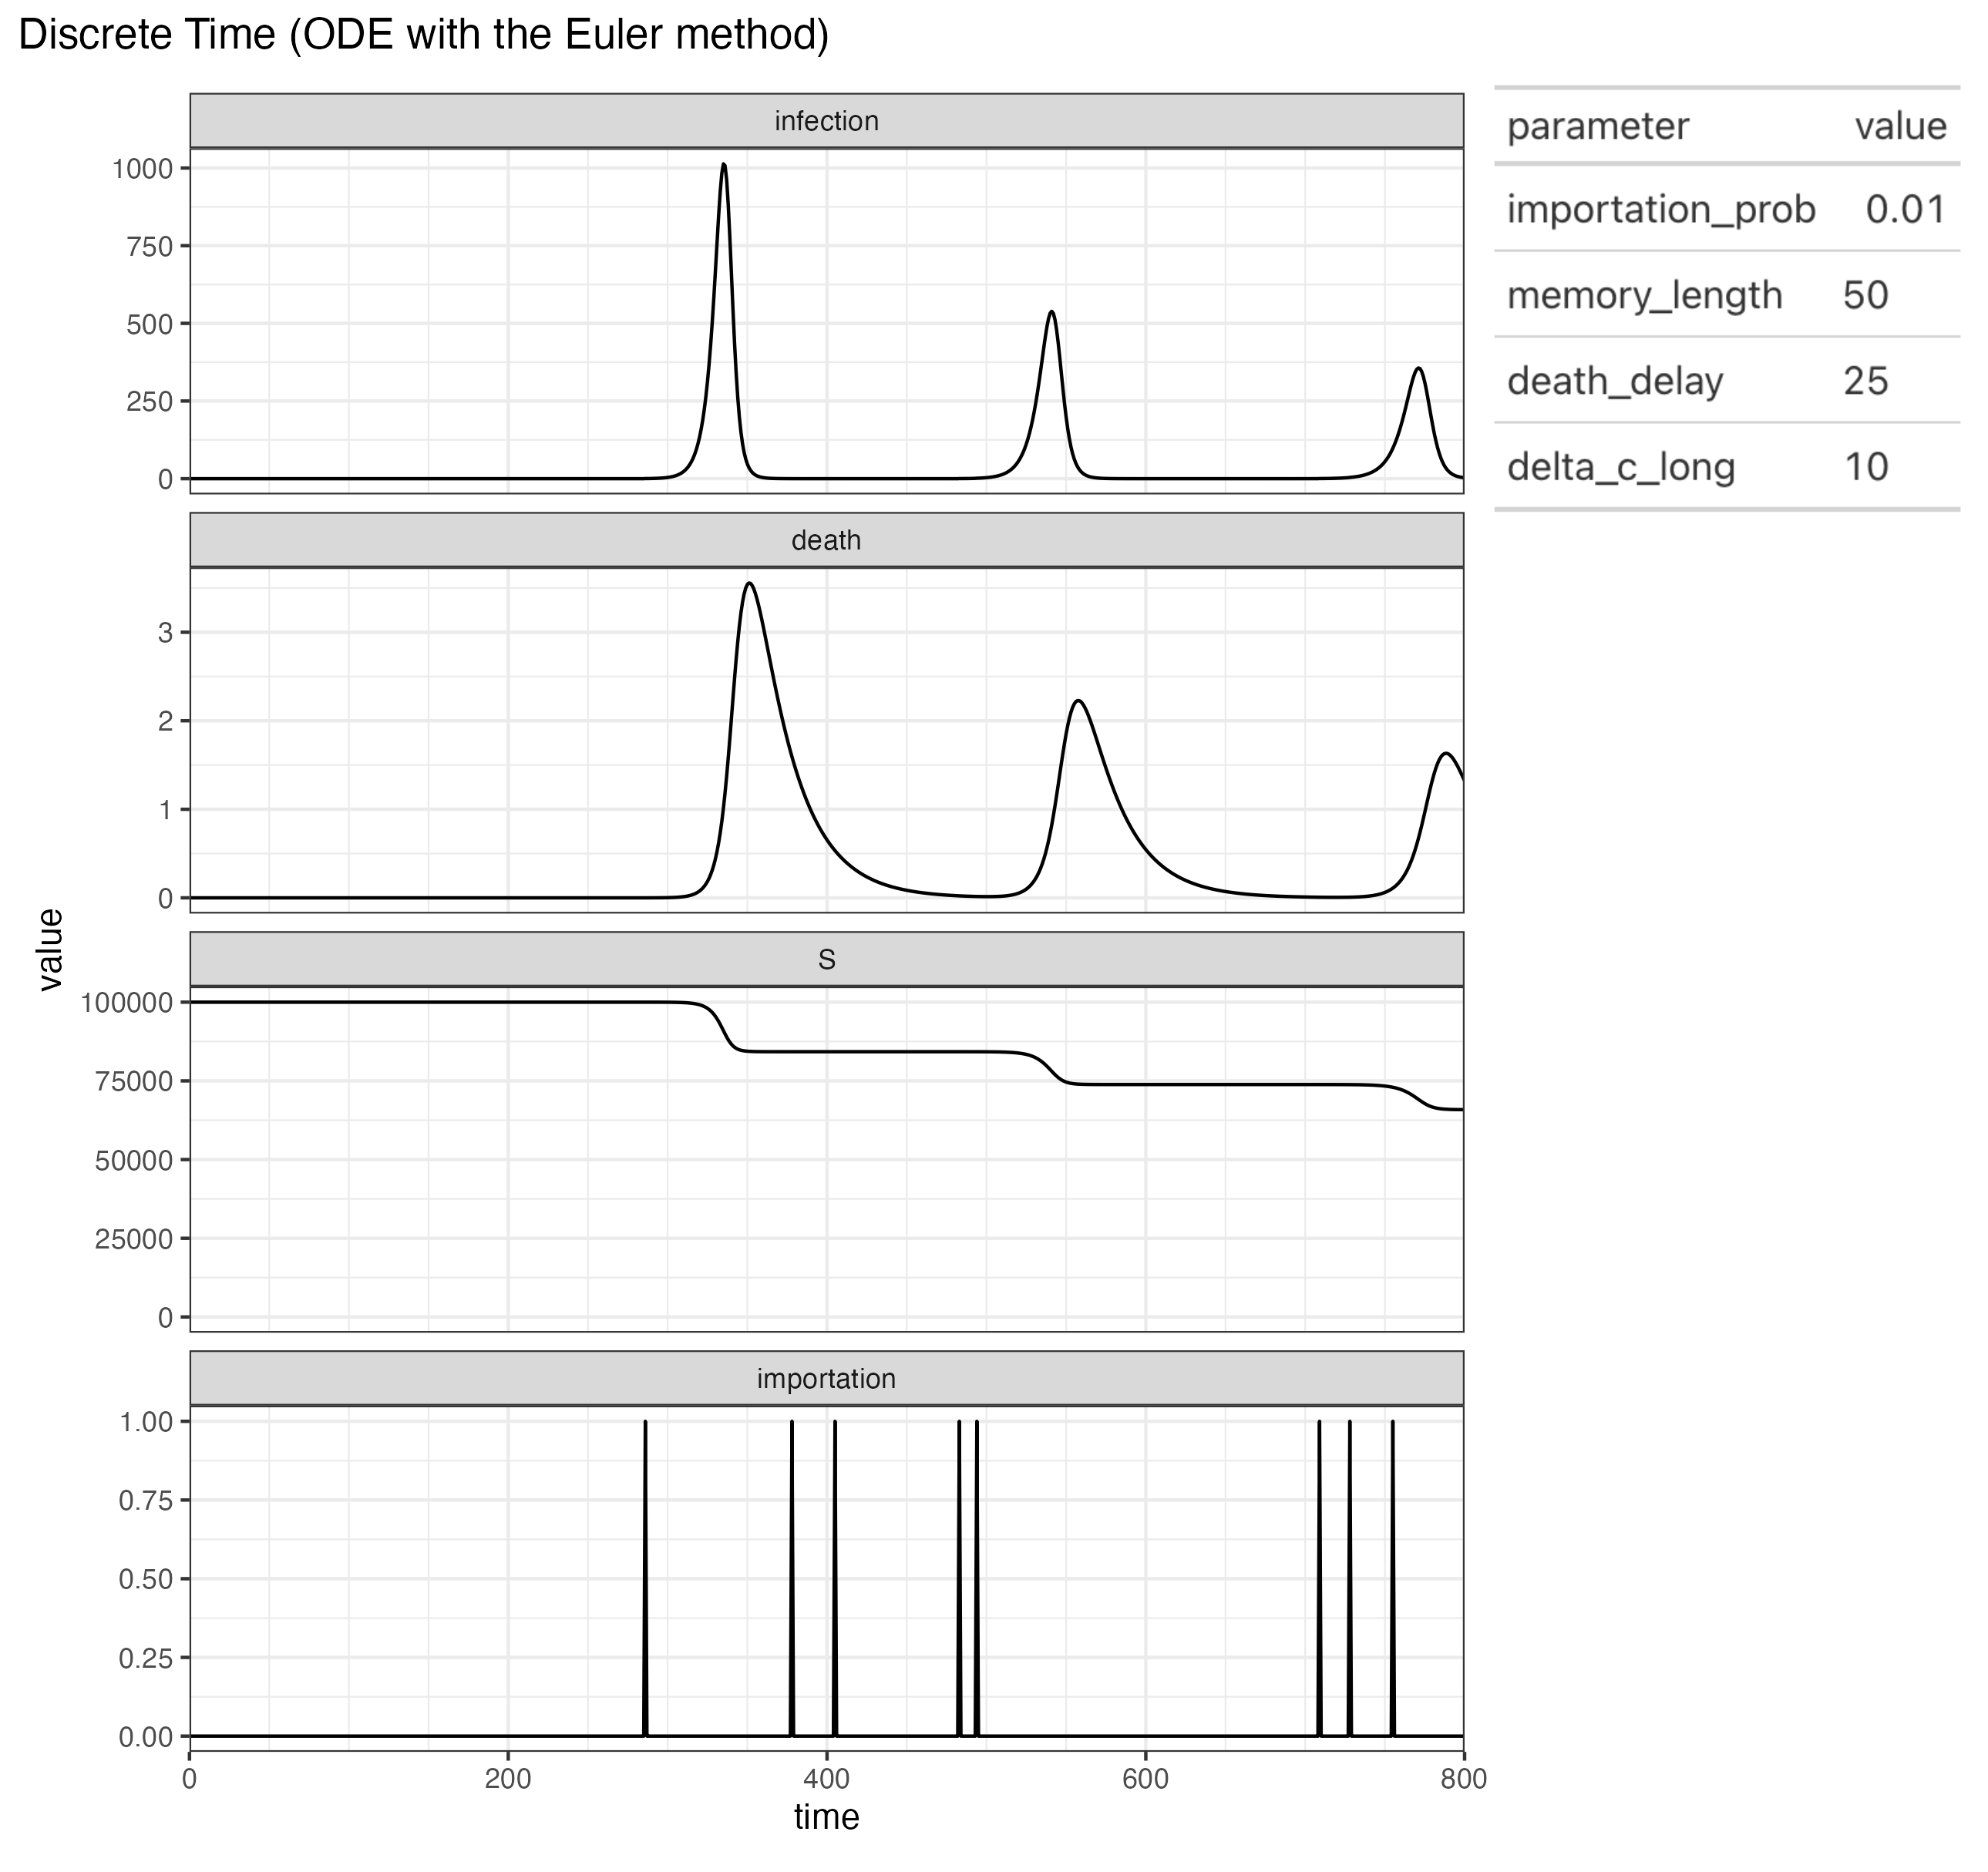 Discrete Time (ODE with the Euler method)
infection
1000
750
500
250
0
death
3
2
1
0
S
100000
75000
50000
25000
0
importation
1.00
0.75
0.50
0.25
0.00
0 200 400 600 800
time
value
parameter value
importation_prob 0.01
memory_length 50
death_delay 25
delta_c_long 10